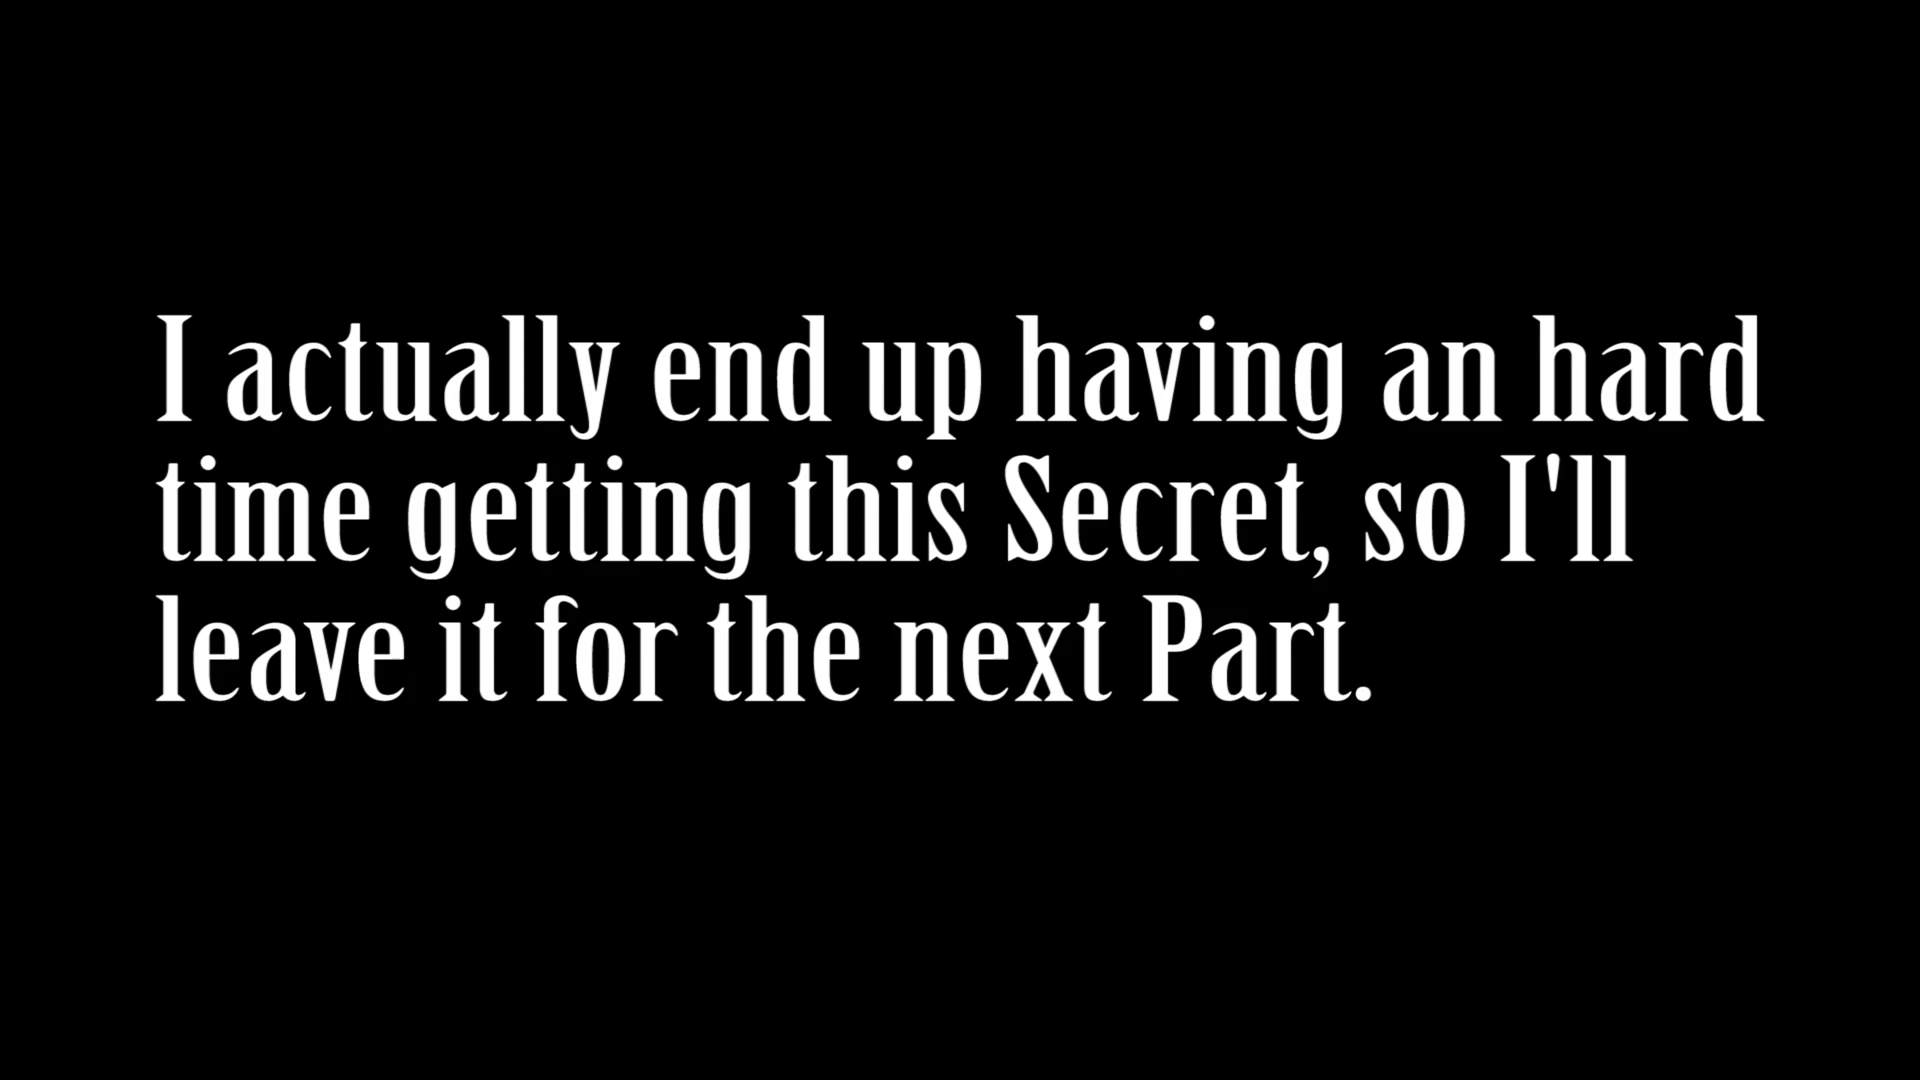 I actually end up having an hard
time getting this Secret, so I'll
leave it for the next Part.